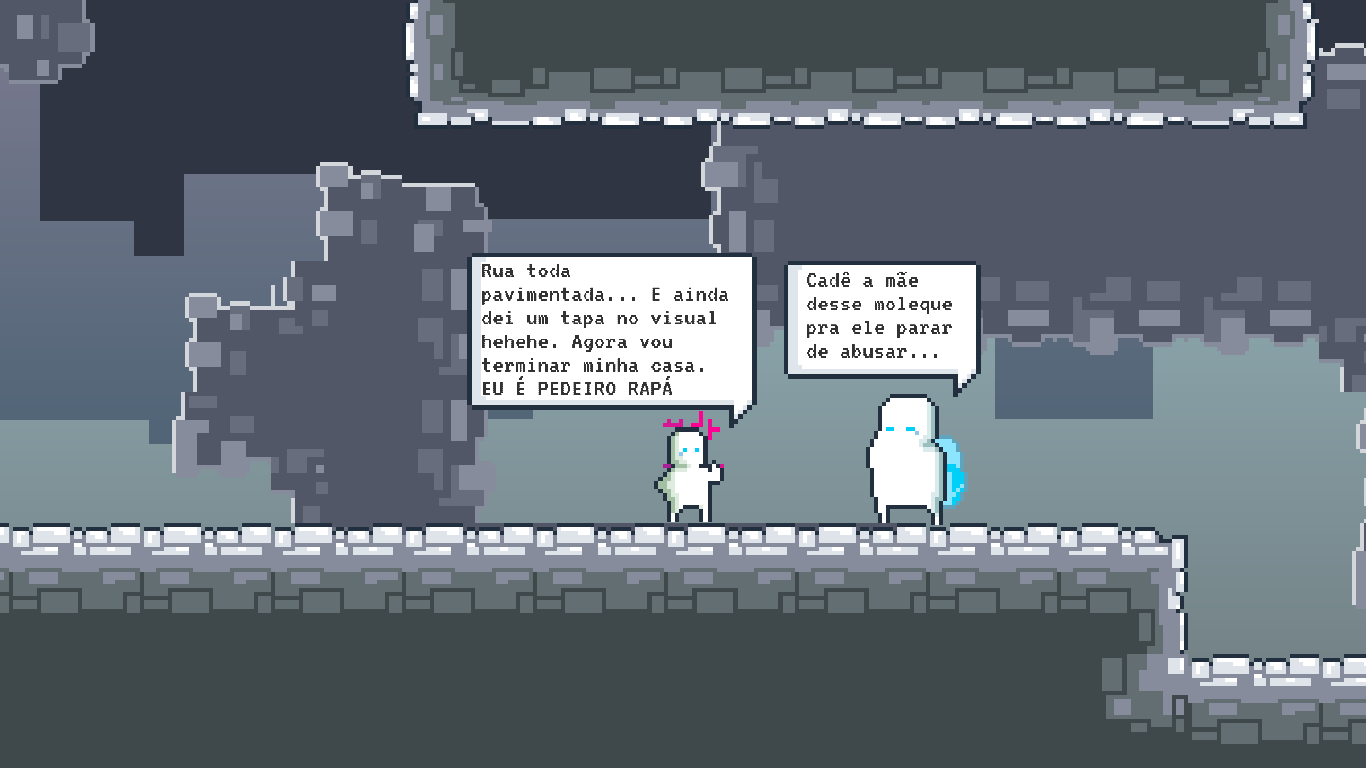 Rua toda
pavimentada... E ainda
dei um tapa no visual
hehehe. Agora vou
terminar minha casa.
EU É PEDEIRO RAPÁ
Cadê a mãe
desse moleque
pra ele parar
de abusar...